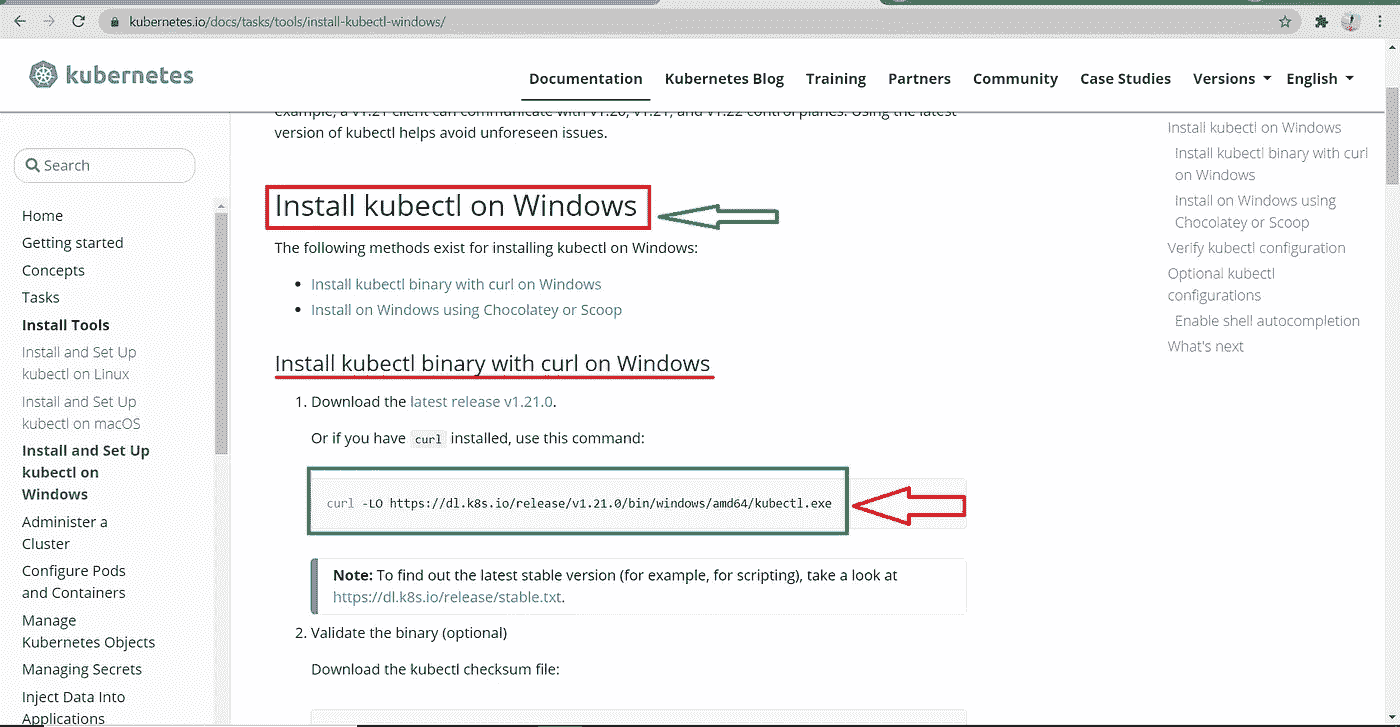 kubernetes.io/docs/tasks/tools/install-kubectl-windows/
kubernetes
Documentation
Kubernetes Blog
Training
Partners
Community
Case Studies
Versions
English
Search
Home
Getting started
Concepts
Tasks
Install Tools
Install and Set Up
kubectl on Linux
Install and Set Up
kubectl on macOS
Install and Set Up
kubectl on
Windows
Administer a
Cluster
Configure Pods
and Containers
Manage
Kubernetes Objects
Managing Secrets
Inject Data Into
Applications
Example, a v1.21 client can communicate with v1.20, v1.21, and v1.22 control planes. Using the latest
version of kubectl helps avoid unforeseen issues.
Install kubectl on Windows
The following methods exist for installing kubectl on Windows:
Install kubectl binary with curl on Windows
Install on Windows using Chocolatey or Scoop
Install kubectl binary with curl on Windows
1. Download the latest release v1.21.0.
Or if you have curl installed, use this command:
curl -LO https://dl.k8s.io/release/v1.21.0/bin/windows/amd64/kubectl.exe
Note: To find out the latest stable version (for example, for scripting), take a look at
https://dl.k8s.io/release/stable.txt.
2. Validate the binary (optional)
Download the kubectl checksum file:
Install kubectl on Windows
Install kubectl binary with curl
on Windows
Install on Windows using
Chocolatey or Scoop
Verify kubectl configuration
Optional kubectl
configurations
Enable shell autocompletion
What's next